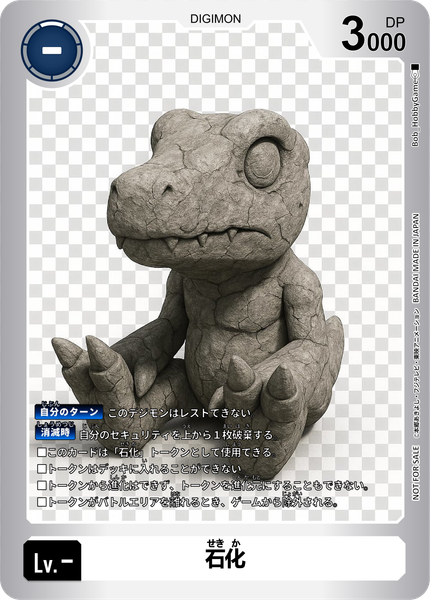 DIGIMON
-
3000
DP
Bob_HobbyGame
自分のターン このデジモンはレストできない
消滅時 自分のセキュリティを上から1枚破棄する
□このカードは「石化」トークンとして使用できる
□トークンはデッキに入れることができない
□トークンから進化はできず、トークンを進化元にすることもできない。
□トークンがバトルエリアを離れるとき、ゲームから除外される。
©本郷あきよし・フジテレビ・東映アニメーション BANDAI MADE IN JAPAN
NOT FOR SALE
Lv.-
せき か
石化